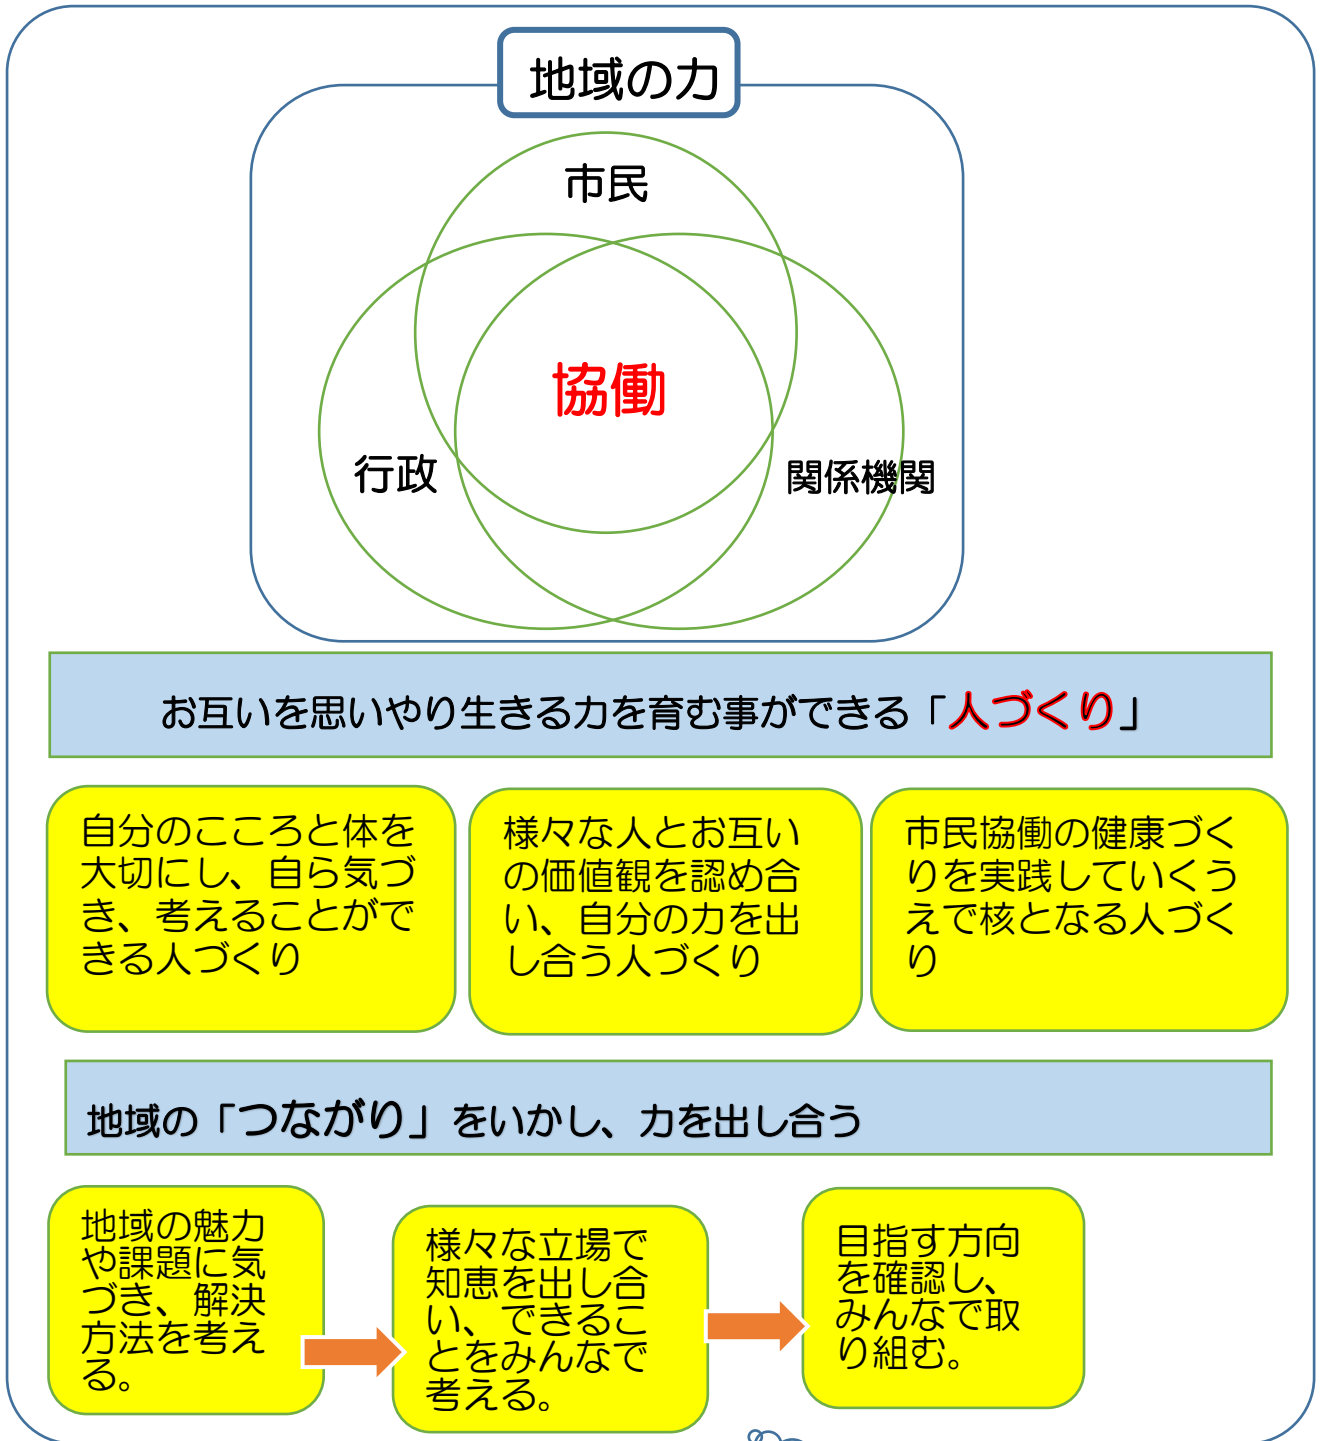 地域の力
市民
協働
行政
関係機関
お互いを思いやり生きる力を育む事ができる「人づくり」
自分のこころと体を
大切にし、自ら気づ
き、考えることがで
きる人づくり
様々な人とお互い
の価値観を認め合
い、自分の力を出
し合う人づくり
市民協働の健康づく
りを実践していくう
えで核となる人づく
り
地域の「つながり」をいかし、力を出し合う
地域の魅力
や課題に気
づき、解決
方法を考え
る。
様々な立場で
知恵を出し合
い、できるこ
とをみんなで
考える。
目指す方向
を確認し、
みんなで取
り組む。